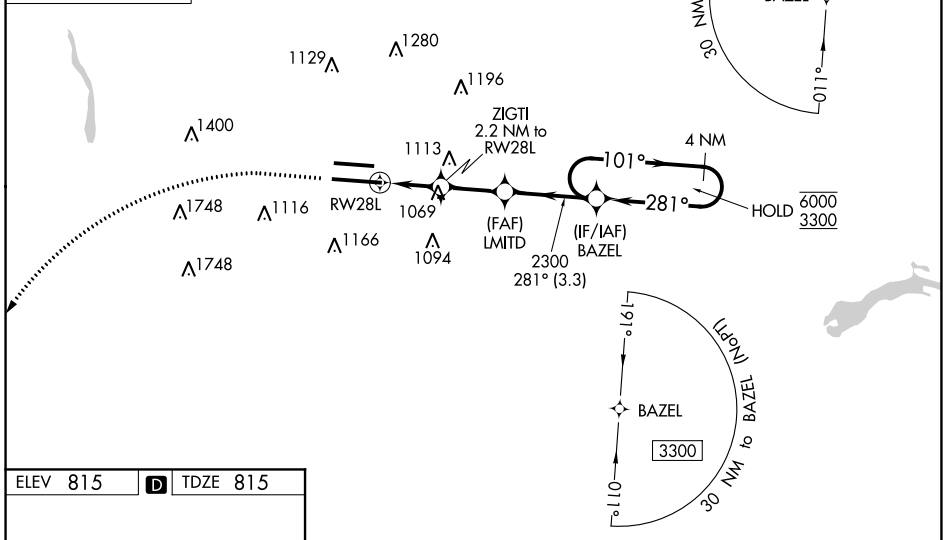 30 NM
011°
1280
1129
1196
ZIGTI
2.2 NM to
RW28L
1400
1113
4 NM
101°
RW28L
1069
281°
HOLD
6000
3300
1748
1116
(FAF)
LMITD
(IF/IAF)
BAZEL
1166
1094
2300
281° (3.3)
1748
191°
BAZEL
3300
011°
30 NM to BAZEL (NoPT)
ELEV 815
D
TDZE 815